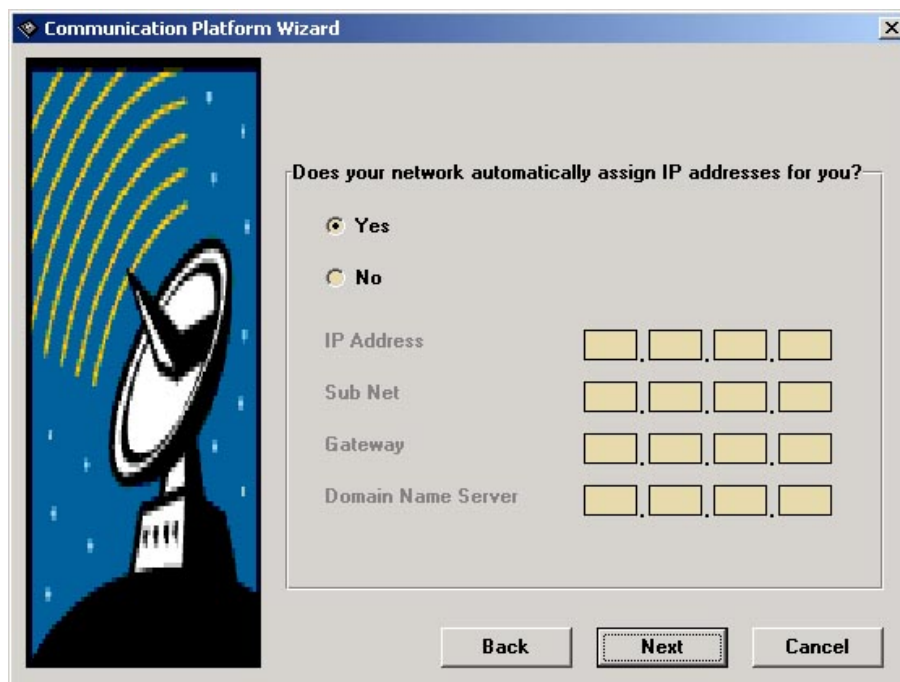 Communication Platform Wizard
Does your network automatically assign IP addresses for you?
Yes
No
IP Address
Sub Net
Gateway
Domain Name Server
Back Next Cancel